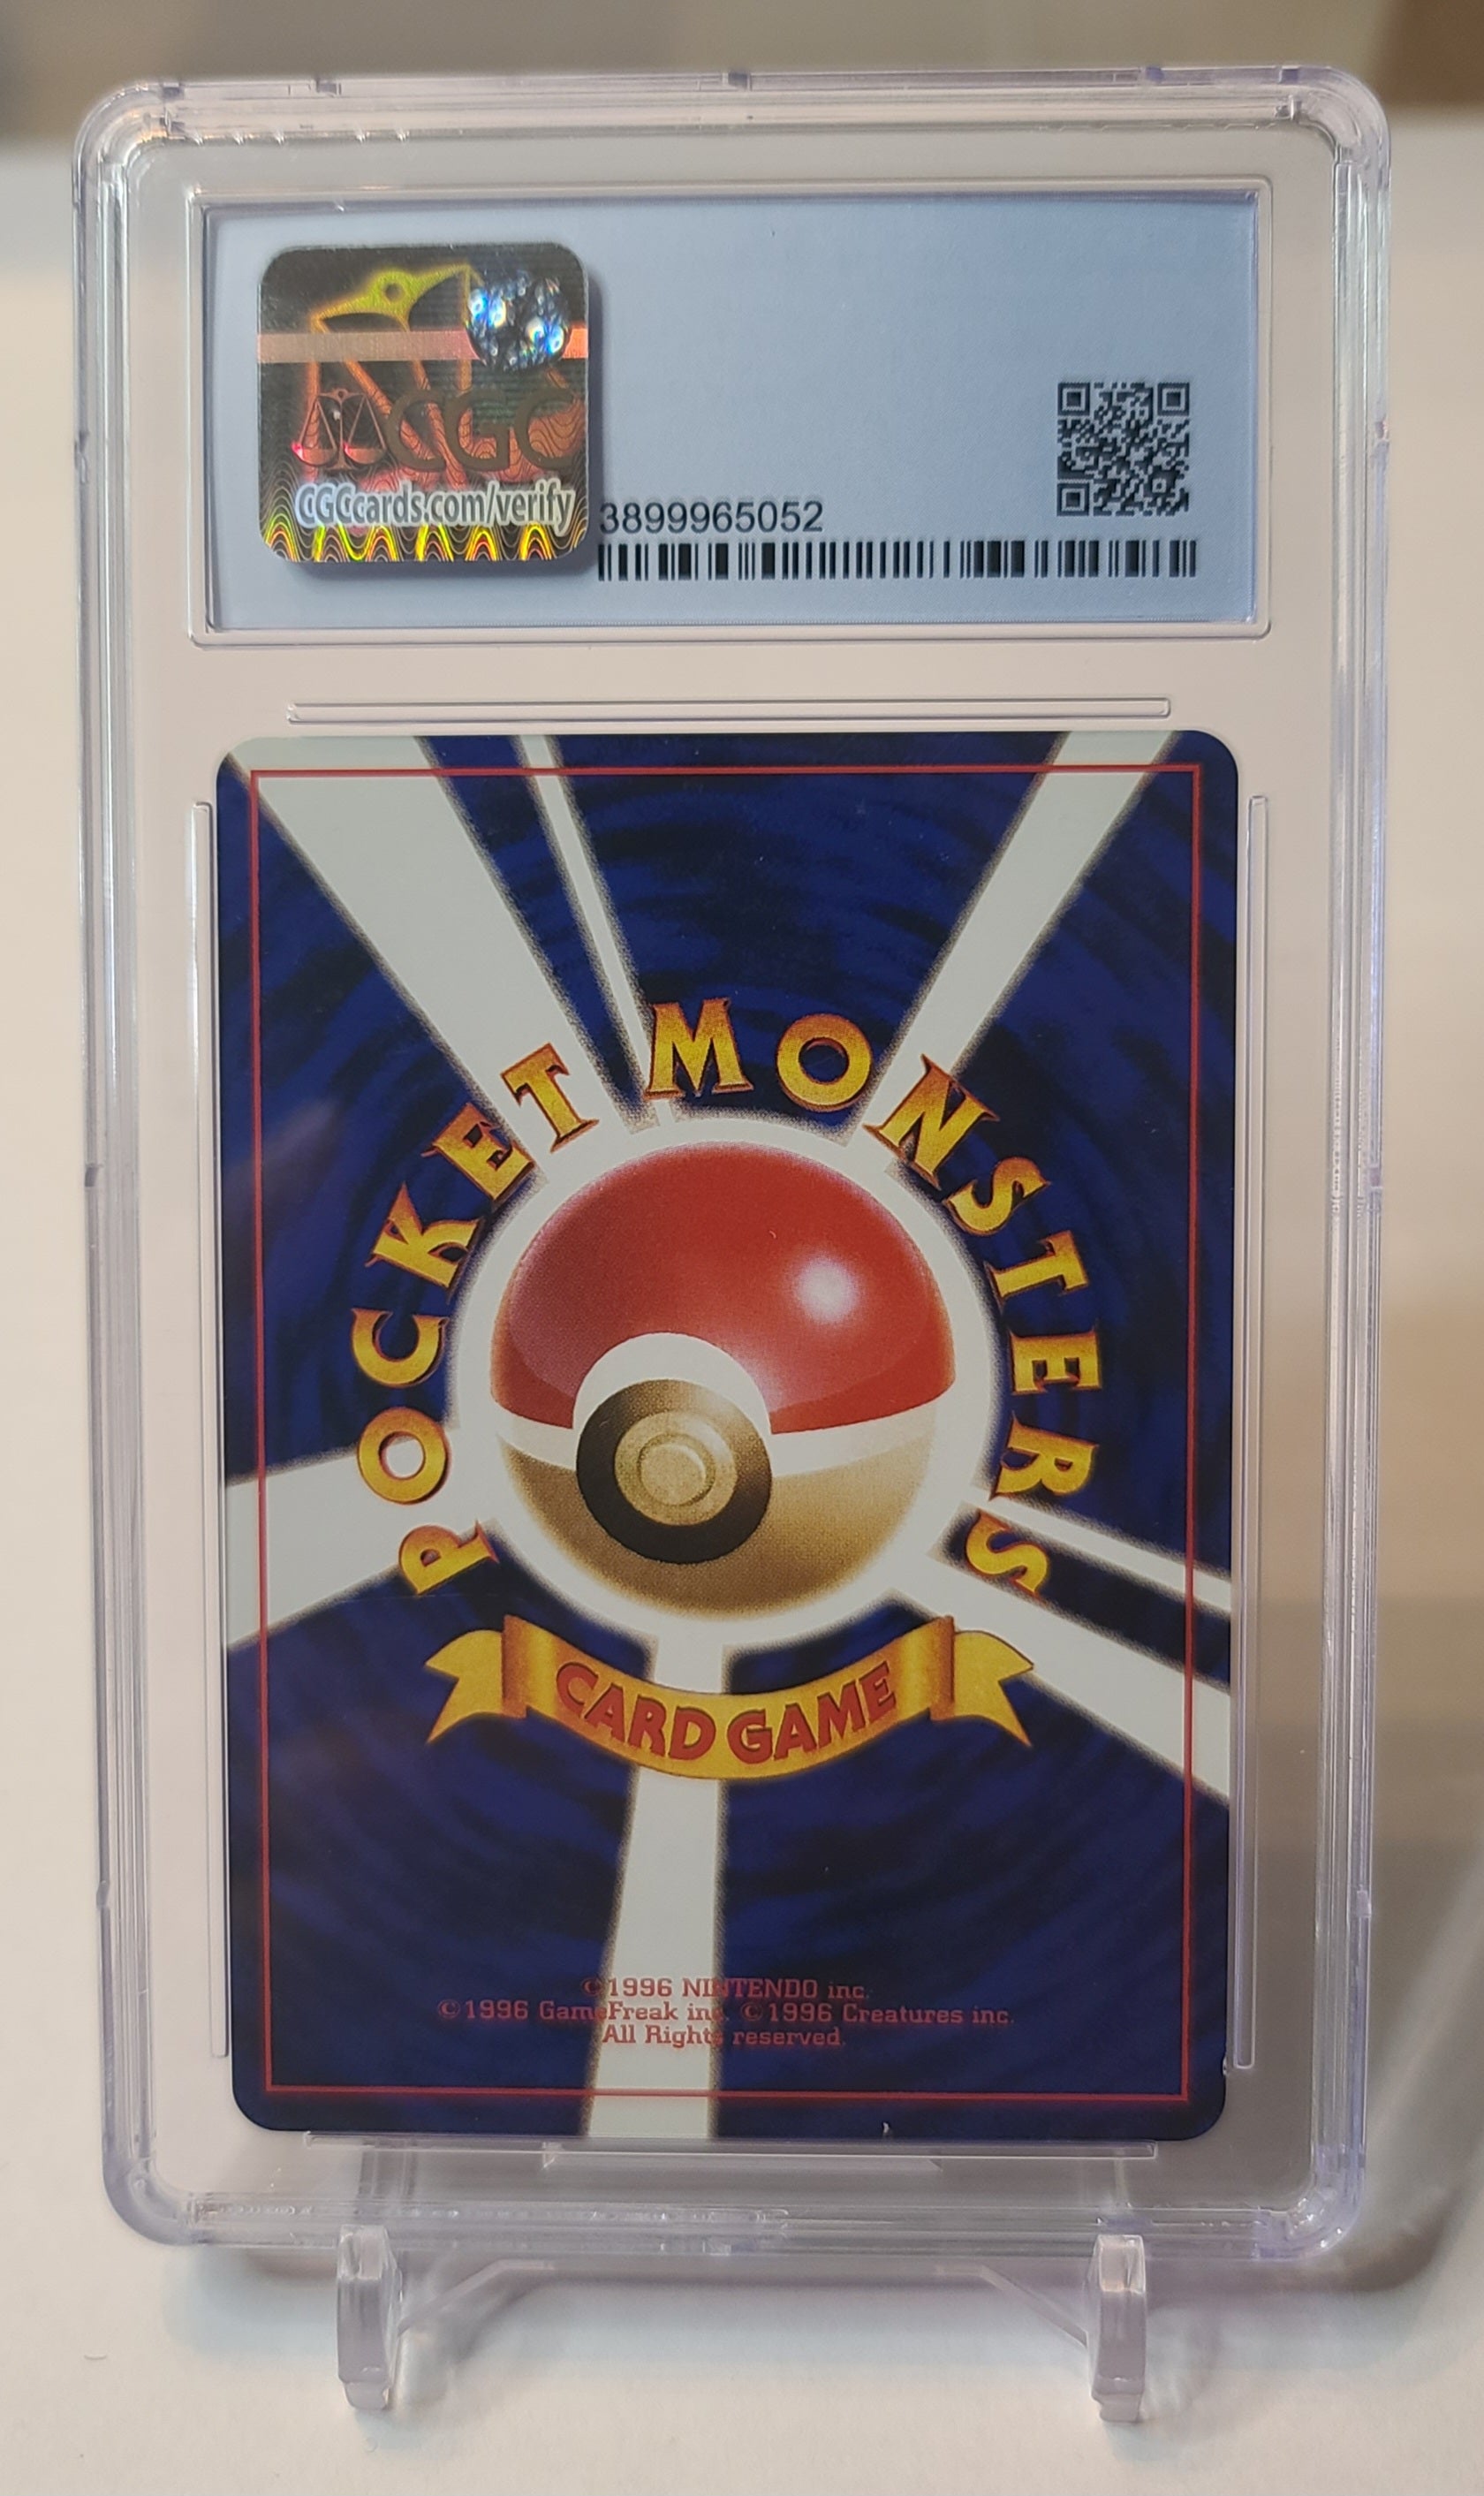 CGC
CGCcards.com/verify
3899965052
POCKET MONSTERS
CARD GAME
©1996 NINTENDO inc.
©1996 GameFreak inc. ©1996 Creatures inc.
All Rights reserved.